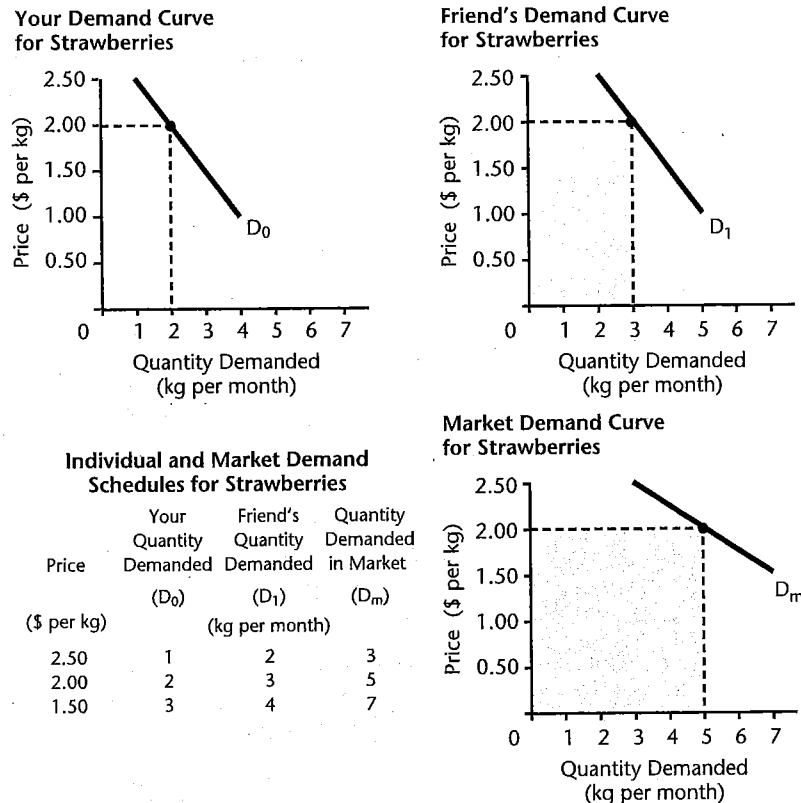 Your Demand Curve
for Strawberries
Price ($ per kg)
2.50
2.00
1.50
1.00
0.50
D₀
0 1 2 3 4 5 6 7
Quantity Demanded
(kg per month)
Friend's Demand Curve
for Strawberries
Price ($ per kg)
2.50
2.00
1.50
1.00
0.50
D₁
0 1 2 3 4 5 6 7
Quantity Demanded
(kg per month)
Individual and Market Demand
Schedules for Strawberries
Your Friend's Quantity
Quantity Quantity Demanded
Price Demanded Demanded in Market
(D₀) (D₁) (Dₘ)
($ per kg) (kg per month)
2.50 1 2 3
2.00 2 3 5
1.50 3 4 7
Market Demand Curve
for Strawberries
Price ($ per kg)
2.50
2.00
1.50
1.00
0.50
Dₘ
0 1 2 3 4 5 6 7
Quantity Demanded
(kg per month)